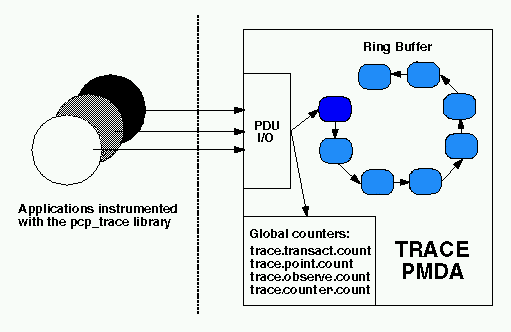 Ring Buffer
PDU
I/O
Applications instrumented
with the pcp_trace library
Global counters:
trace.transact.count
trace.point.count
trace.observe.count
trace.counter.count
TRACE
PMDA